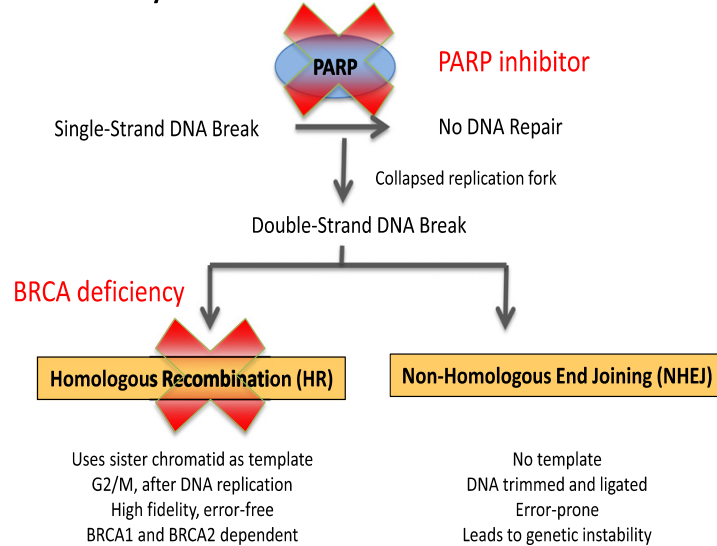 PARP
PARP inhibitor
Single-Strand DNA Break
No DNA Repair
Collapsed replication fork
Double-Strand DNA Break
BRCA deficiency
Homologous Recombination (HR)
Non-Homologous End Joining (NHEJ)
Uses sister chromatid as template
G2/M, after DNA replication
High fidelity, error-free
BRCA1 and BRCA2 dependent
No template
DNA trimmed and ligated
Error-prone
Leads to genetic instability